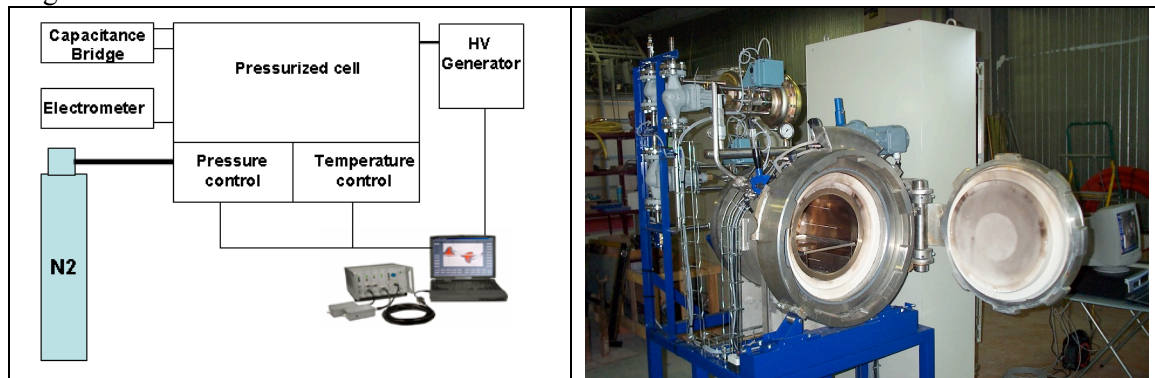 Capacitance
Bridge
Pressurized cell
HV
Generator
Electrometer
Pressure
control
Temperature
control
N2